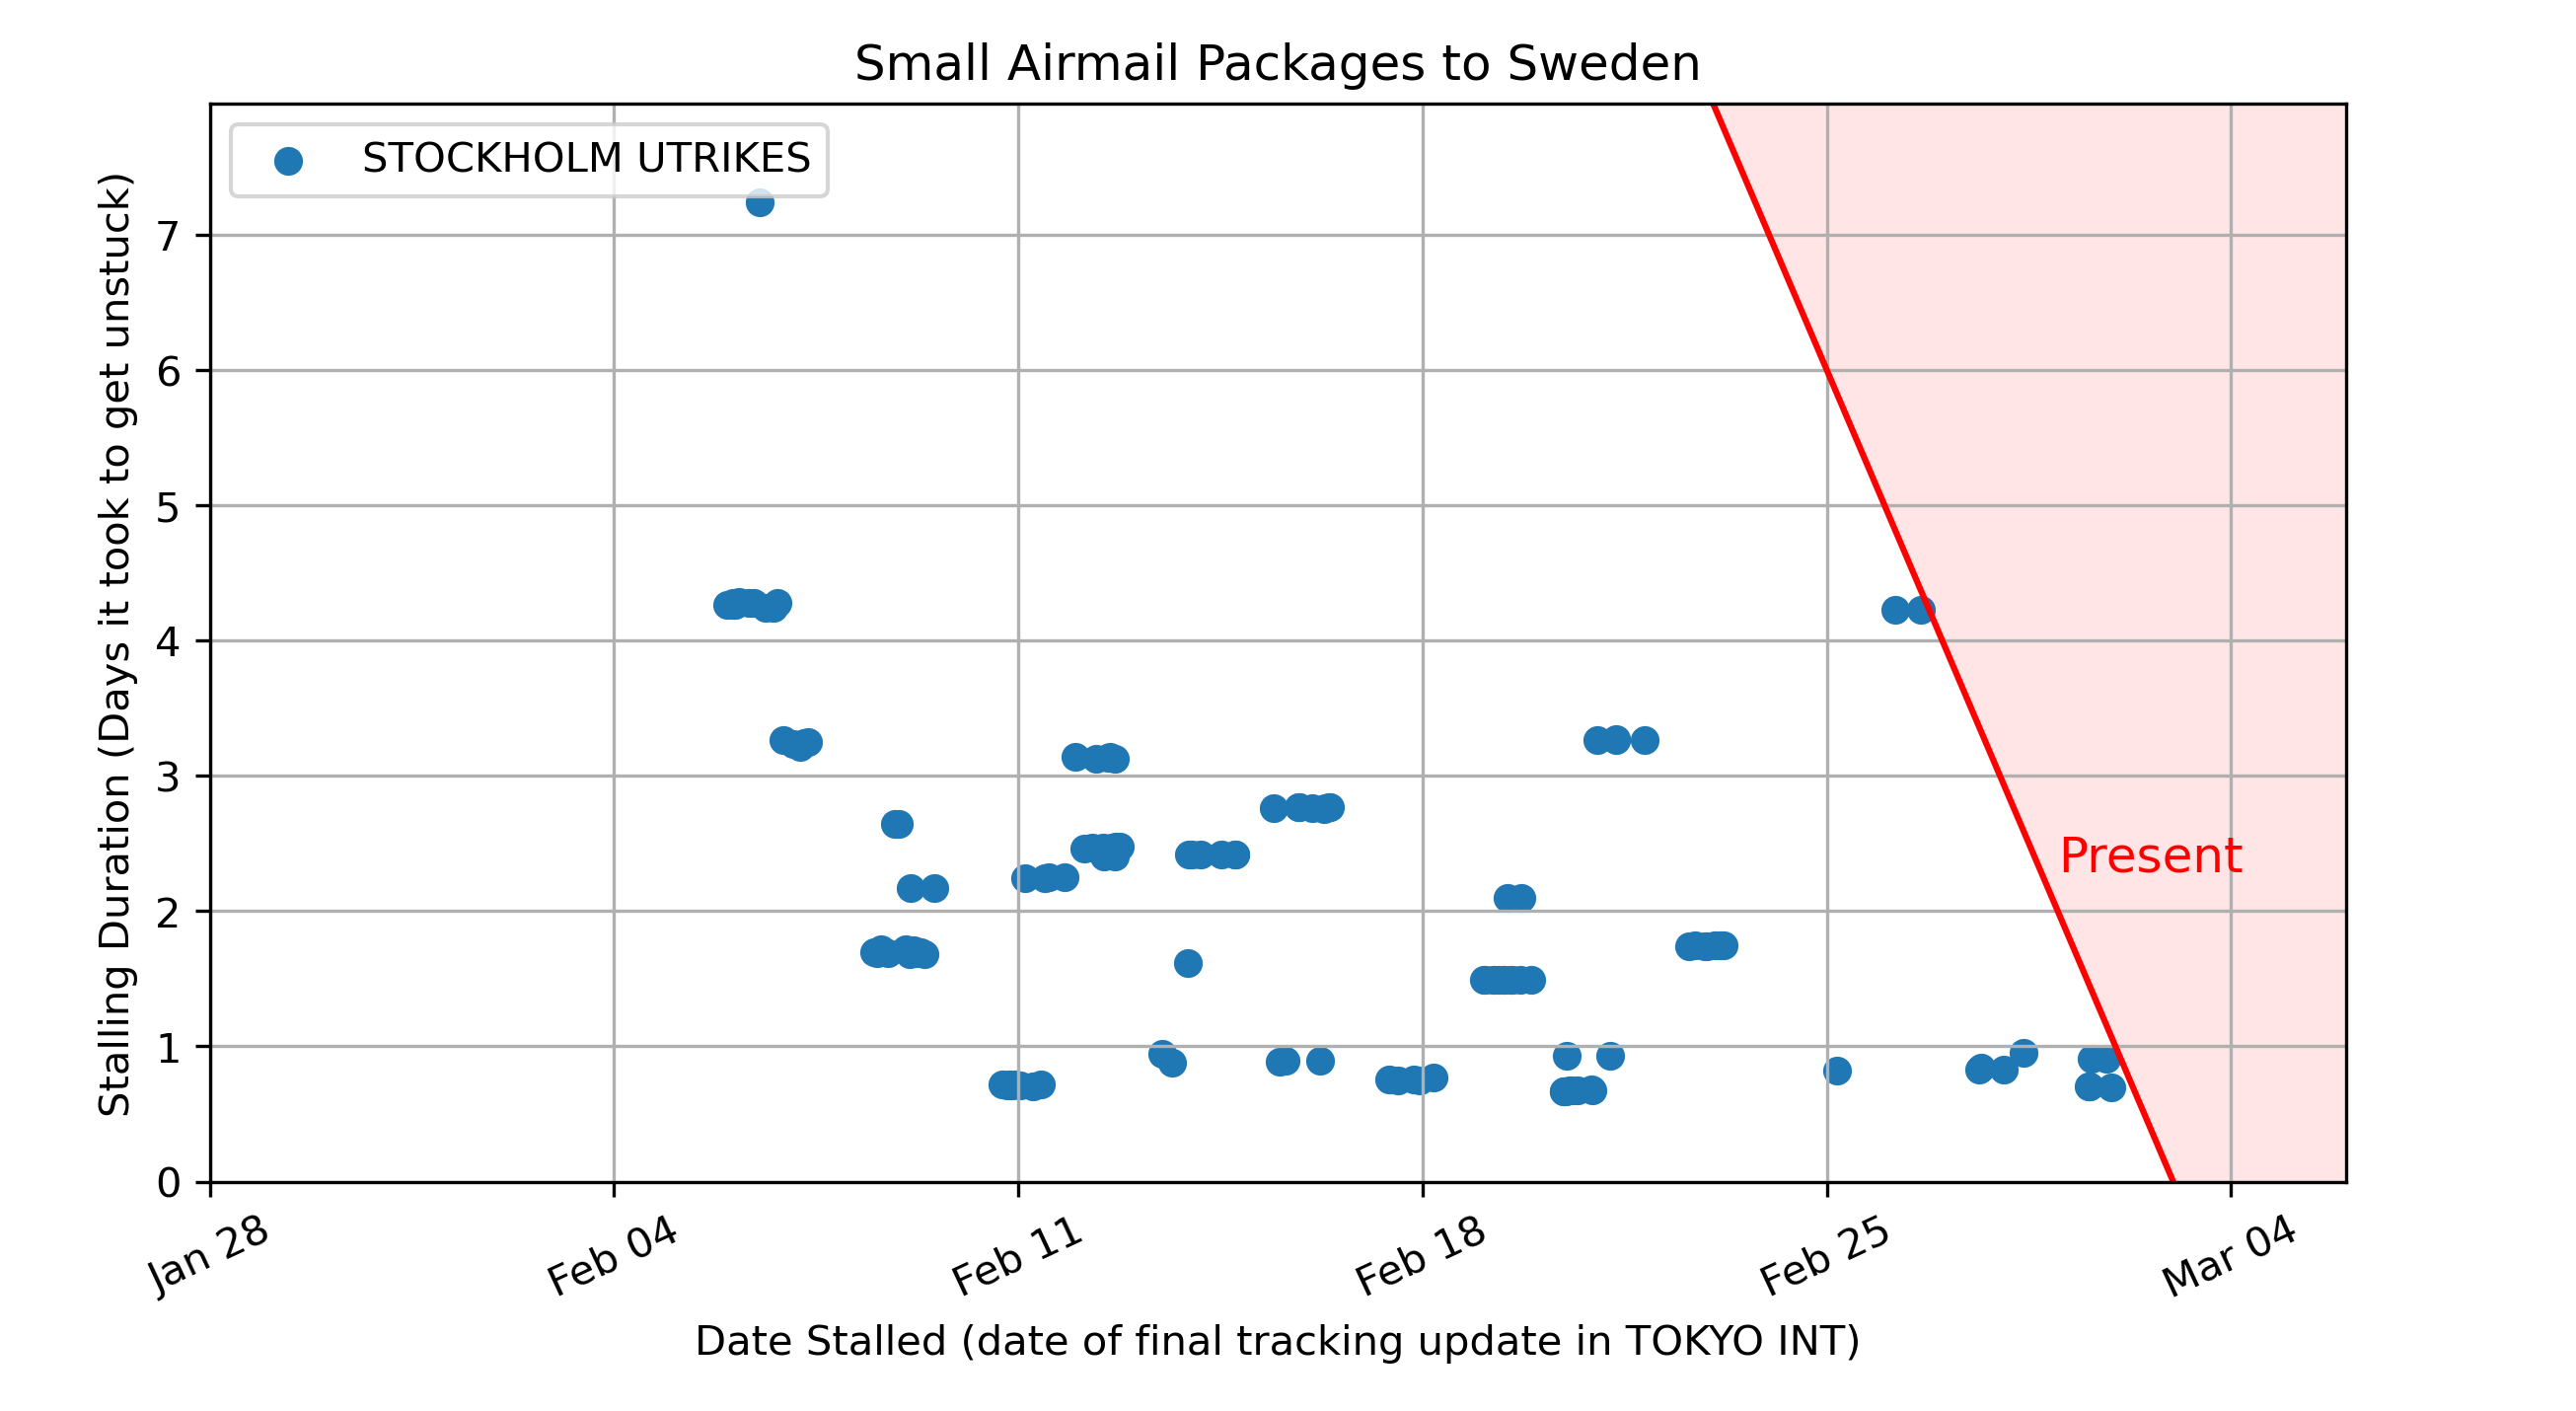 Small Airmail Packages to Sweden
STOCKHOLM UTRIKES
Stalling Duration (Days it took to get unstuck)
7
6
5
4
3
2
1
0
Present
Jan 28
Feb 04
Feb 11
Feb 18
Feb 25
Mar 04
Date Stalled (date of final tracking update in TOKYO INT)